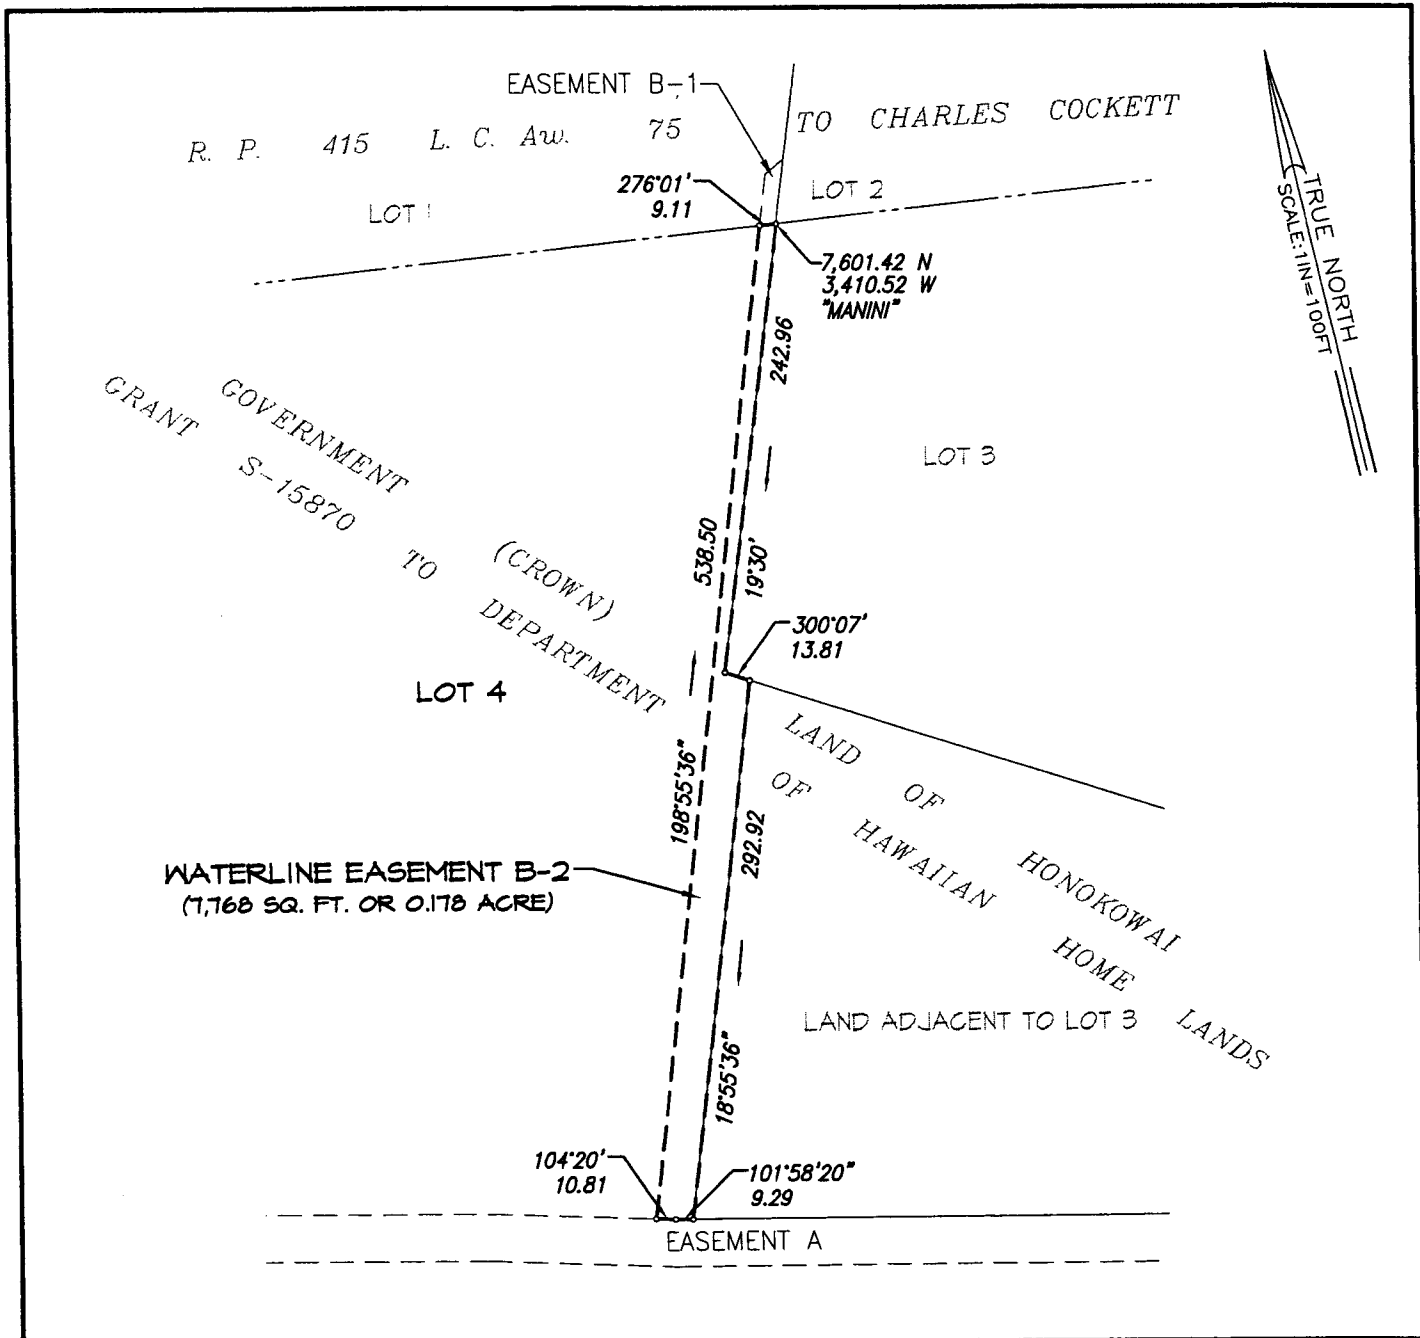 EASEMENT B-1
R. P. 415 L. C. Aw. 75 TO CHARLES COCKETT
276°01'
9.11
LOT 1
LOT 2
7,601.42 N
3,410.52 W
"MANINI"
TRUE NORTH
SCALE:1IN=100FT
242.96
19°30'
LOT 3
GOVERNMENT (CROWN) LAND OF HONOKOWAI
GRANT S-15870 TO DEPARTMENT OF HAWAIIAN HOME LANDS
538.50
198°55'36"
300°07'
13.81
LOT 4
292.92
18°55'36"
WATERLINE EASEMENT B-2
(7,768 SQ. FT. OR 0.178 ACRE)
LAND ADJACENT TO LOT 3
104°20'
10.81
101°58'20"
9.29
EASEMENT A